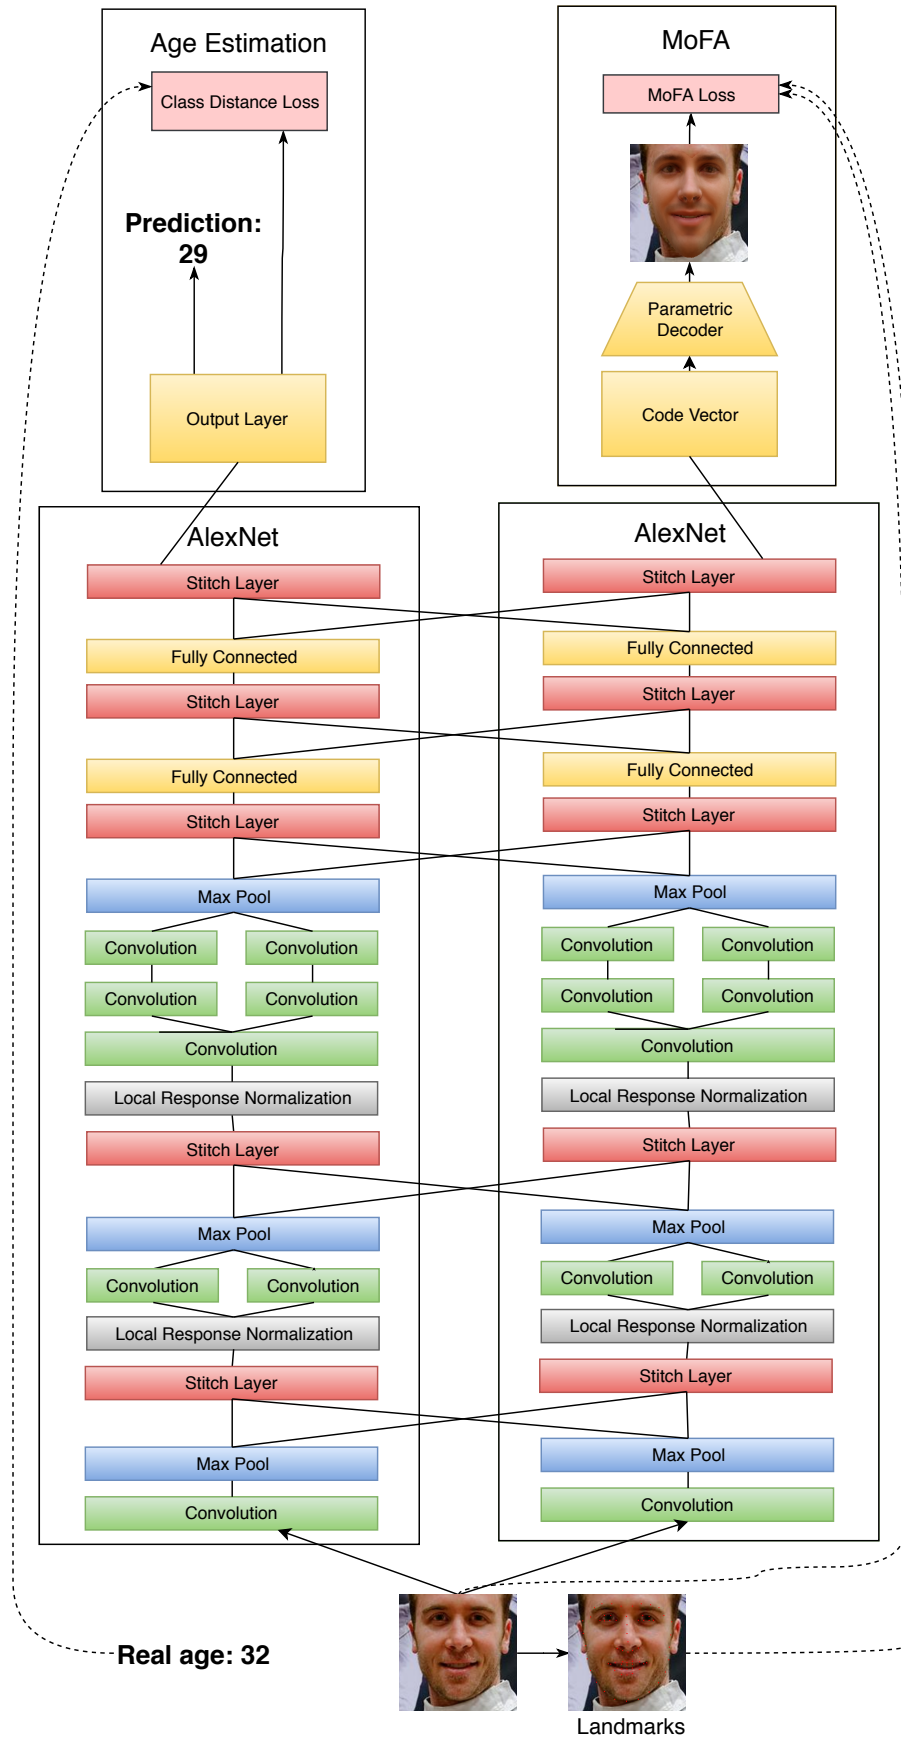 Age Estimation
Class Distance Loss
Prediction:
29
Output Layer
MoFA
MoFA Loss
Parametric
Decoder
Code Vector
AlexNet
Stitch Layer
Fully Connected
Stitch Layer
Fully Connected
Stitch Layer
Max Pool
Convolution Convolution
Convolution Convolution
Convolution
Local Response Normalization
Stitch Layer
Max Pool
Convolution Convolution
Local Response Normalization
Stitch Layer
Max Pool
Convolution
AlexNet
Stitch Layer
Fully Connected
Stitch Layer
Fully Connected
Stitch Layer
Max Pool
Convolution Convolution
Convolution Convolution
Convolution
Local Response Normalization
Stitch Layer
Max Pool
Convolution Convolution
Local Response Normalization
Stitch Layer
Max Pool
Convolution
Real age: 32
Landmarks